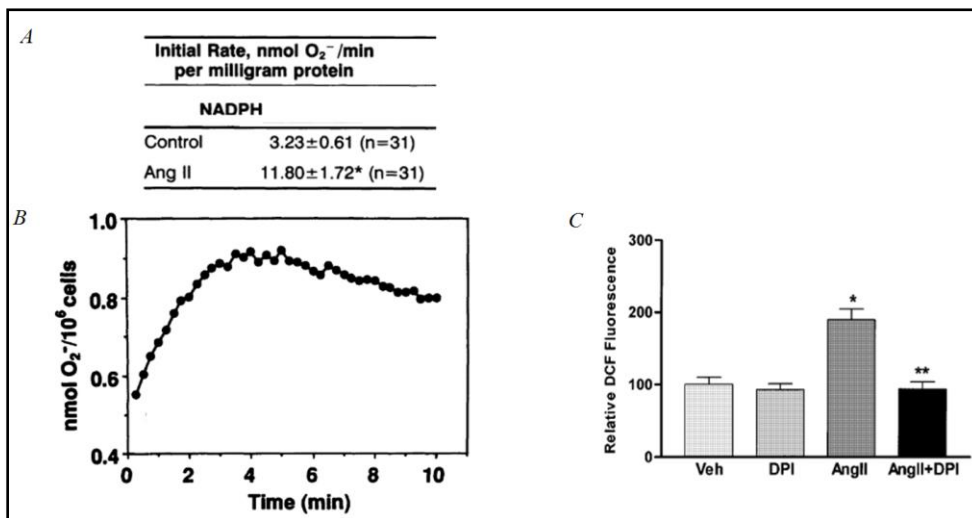 A
Initial Rate, nmol O₂⁻/min
per milligram protein
NADPH
Control 3.23±0.61 (n=31)
Ang II 11.80±1.72* (n=31)
B
nmol O₂⁻/10⁶ cells
1.0
0.8
0.6
0.4
0 2 4 6 8 10
Time (min)
C
Relative DCF Fluorescence
300
200
100
0
*
**
Veh DPI AngII AngII+DPI